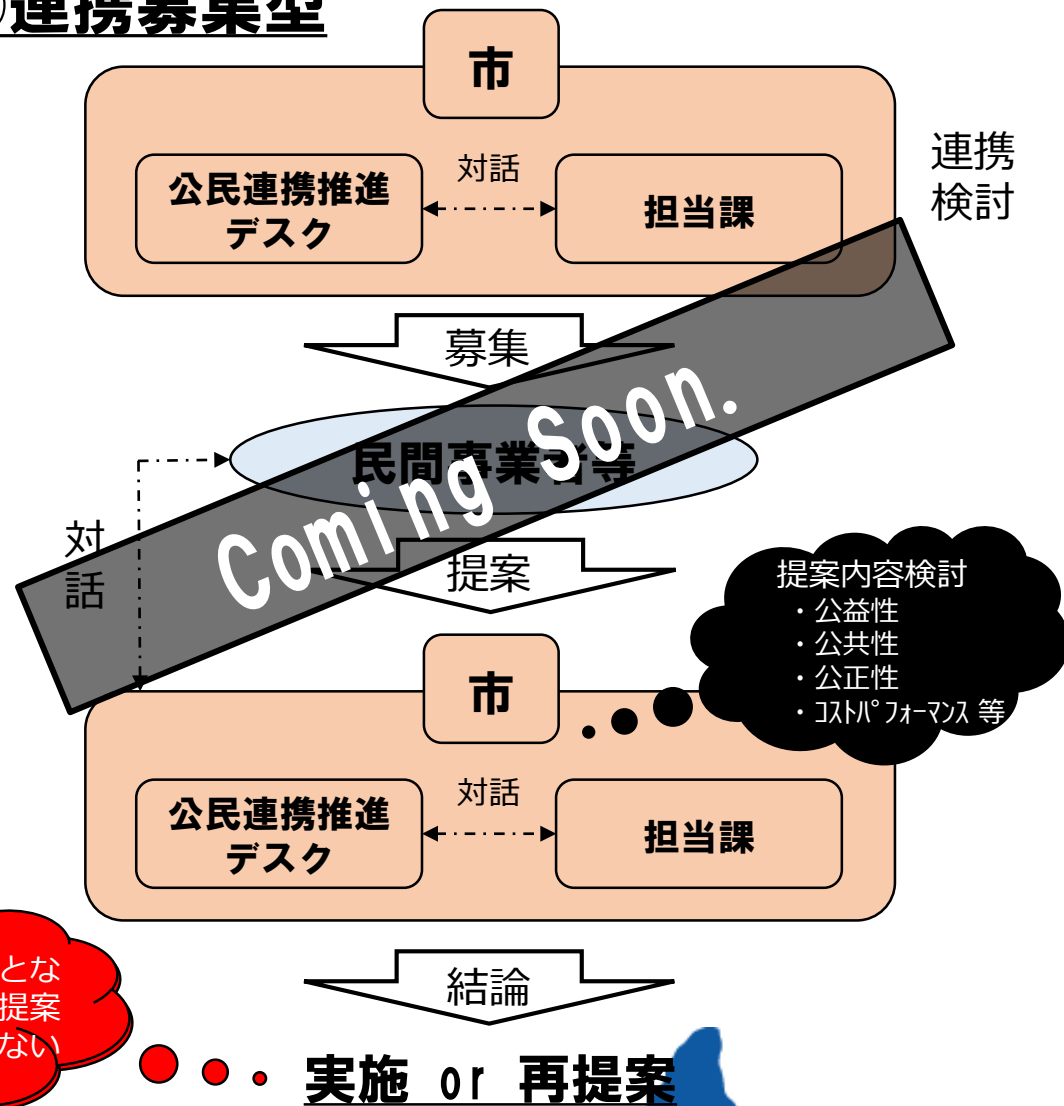 連携募集型
市
公民連携推進
デスク
対話
担当課
連携
検討
募集
民間事業者等
Coming Soon.
対
話
提案
提案内容検討
・公益性
・公共性
・公正性
・ｺｽﾄﾊﾟﾌｫｰﾏﾝｽ 等
市
公民連携推進
デスク
対話
担当課
結論
とな
提案
ない
実施 or 再提案